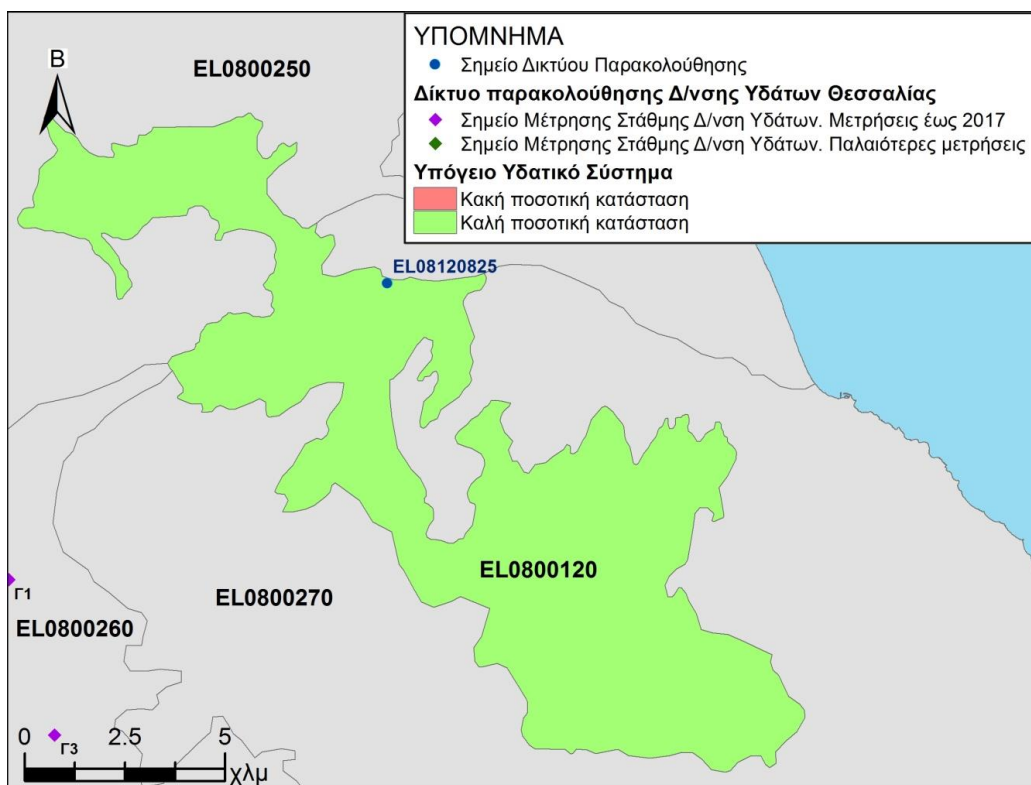 ΥΠΟΜΝΗΜΑ
Σημείο Δικτύου Παρακολούθησης
Δίκτυο παρακολούθησης Δ/νσης Υδάτων Θεσσαλίας
Σημείο Μέτρησης Στάθμης Δ/νση Υδάτων. Μετρήσεις έως 2017
Σημείο Μέτρησης Στάθμης Δ/νση Υδάτων. Παλαιότερες μετρήσεις
Υπόγειο Υδατικό Σύστημα
Κακή ποσοτική κατάσταση
Καλή ποσοτική κατάσταση
Β
EL0800250
EL08120825
EL0800120
Γ1
EL0800270
EL0800260
Γ3
0 2.5 5
χλμ